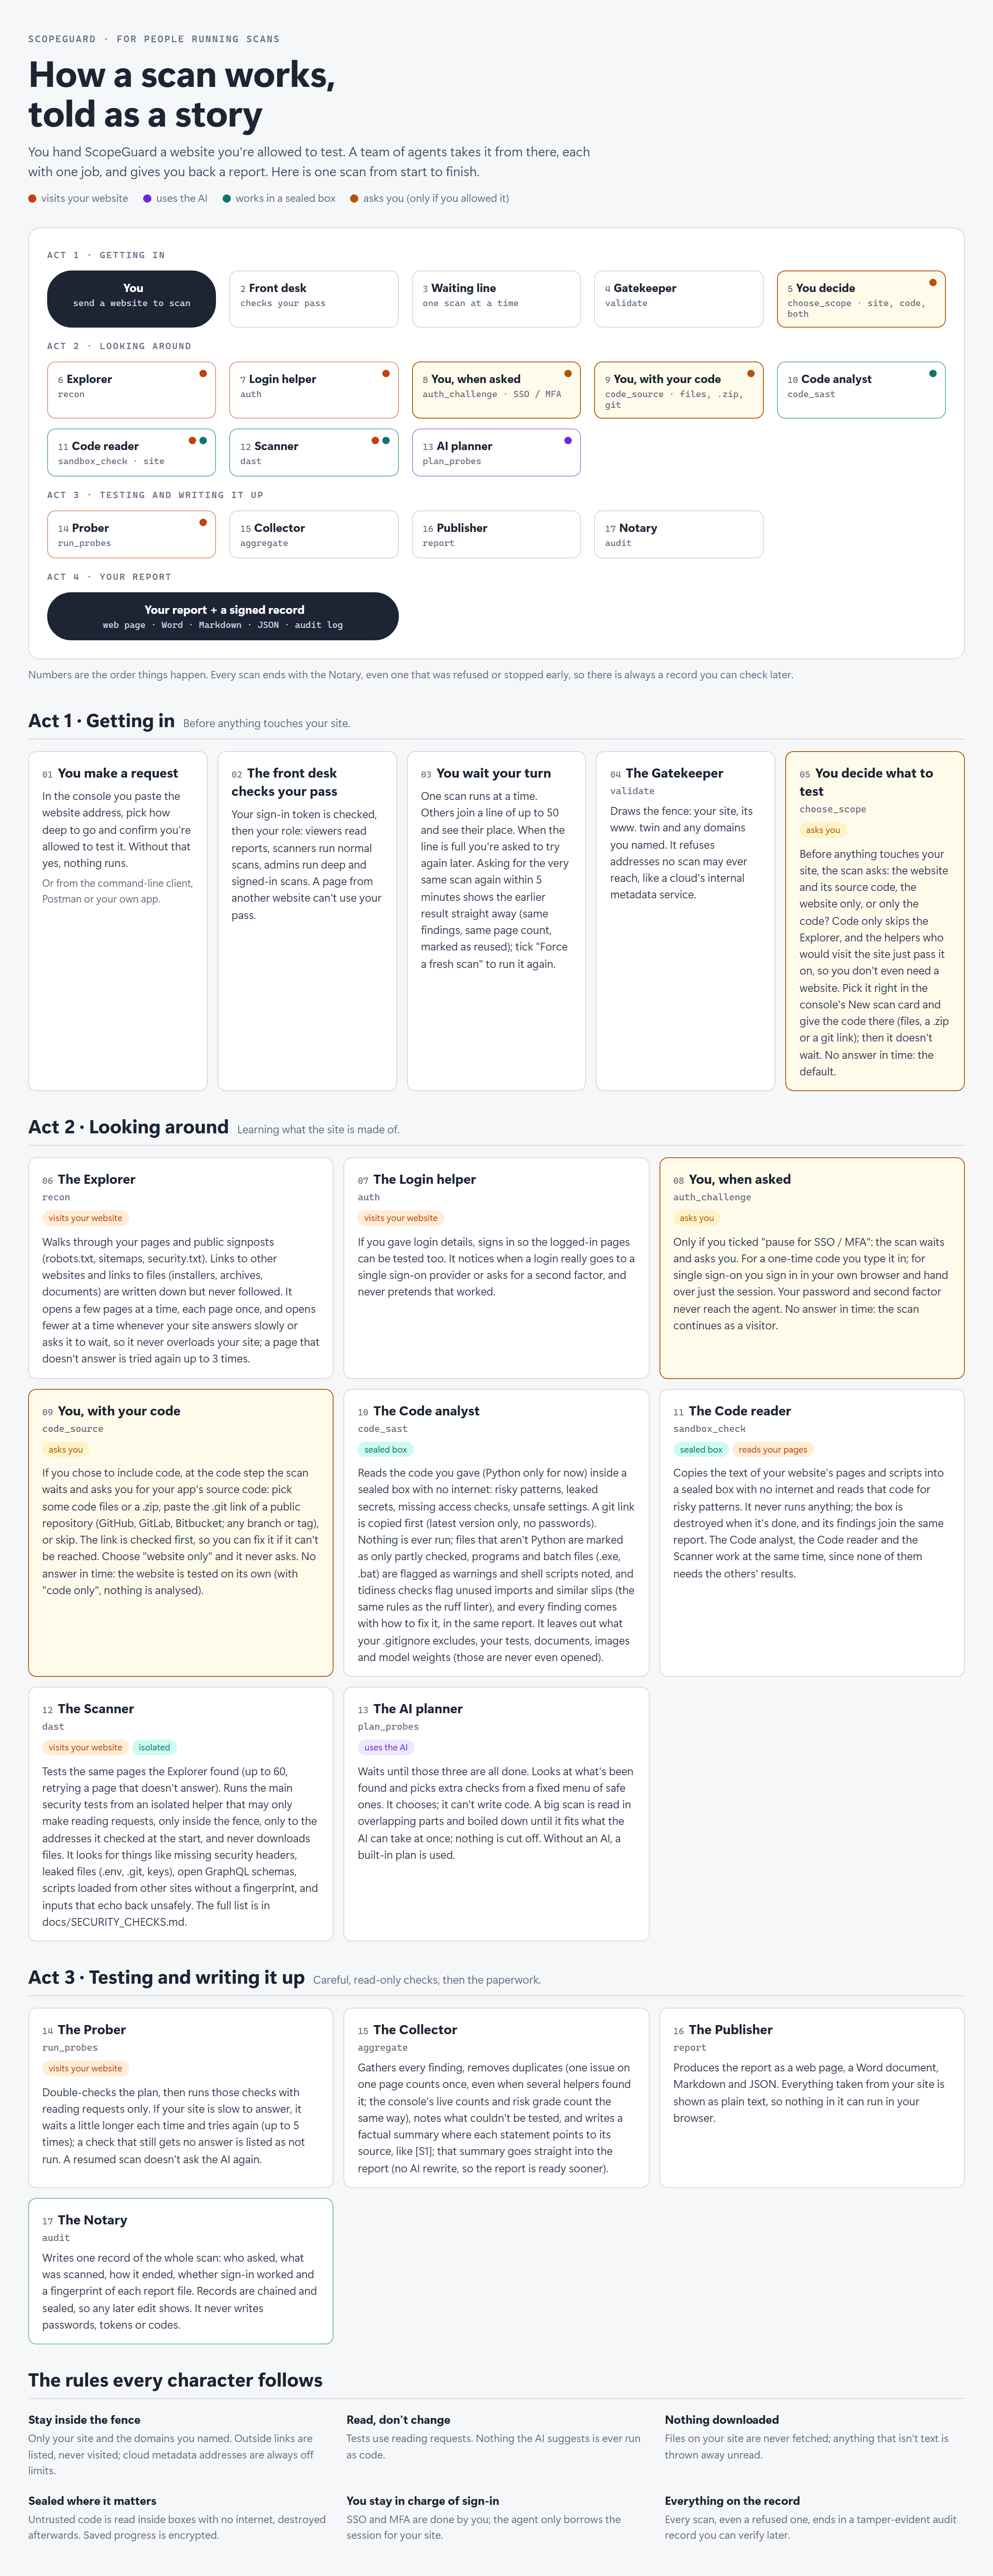 SCOPEGUARD · FOR PEOPLE RUNNING SCANS
How a scan works,
told as a story
You hand ScopeGuard a website you're allowed to test. A team of agents takes it from there, each
with one job, and gives you back a report. Here is one scan from start to finish.
visits your website
uses the AI
works in a sealed box
asks you (only if you allowed it)
ACT 1 · GETTING IN
You
send a website to scan
2 Front desk
checks your pass
3 Waiting line
one scan at a time
4 Gatekeeper
validate
5 You decide
choose_scope · site, code,
both
ACT 2 · LOOKING AROUND
6 Explorer
recon
7 Login helper
auth
8 You, when asked
auth_challenge · SSO / MFA
9 You, with your code
code_source · files, .zip,
git
10 Code analyst
code_sast
11 Code reader
sandbox_check · site
12 Scanner
dast
13 AI planner
plan_probes
ACT 3 · TESTING AND WRITING IT UP
14 Prober
run_probes
15 Collector
aggregate
16 Publisher
report
17 Notary
audit
ACT 4 · YOUR REPORT
Your report + a signed record
web page · Word · Markdown · JSON · audit log
Numbers are the order things happen. Every scan ends with the Notary, even one that was refused or stopped early, so there is always a record you can check later.
Act 1 · Getting in Before anything touches your site.
01 You make a request
In the console you paste the
website address, pick how
deep to go and confirm you're
allowed to test it. Without that
yes, nothing runs.
Or from the command-line client,
Postman or your own app.
02 The front desk
checks your pass
Your sign-in token is checked,
then your role: viewers read
reports, scanners run normal
scans, admins run deep and
signed-in scans. A page from
another website can't use your
pass.
03 You wait your turn
One scan runs at a time.
Others join a line of up to 50
and see their place. When the
line is full you're asked to try
again later. Asking for the very
same scan again within 5
minutes shows the earlier
result straight away (same
findings, same page count,
marked as reused); tick "Force
a fresh scan" to run it again.
04 The Gatekeeper
validate
Draws the fence: your site, its
www. twin and any domains
you named. It refuses
addresses no scan may ever
reach, like a cloud's internal
metadata service.
05 You decide what to
test
choose_scope
asks you
Before anything touches your
site, the scan asks: the website
and its source code, the
website only, or only the
code? Code only skips the
Explorer, and the helpers who
would visit the site just pass it
on, so you don't even need a
website. Pick it right in the
console's New scan card and
give the code there (files, a .zip
or a git link); then it doesn't
wait. No answer in time: the
default.
Act 2 · Looking around Learning what the site is made of.
06 The Explorer
recon
visits your website
Walks through your pages and public signposts
(robots.txt, sitemaps, security.txt). Links to other
websites and links to files (installers, archives,
documents) are written down but never followed. It
opens a few pages at a time, each page once, and opens
fewer at a time whenever your site answers slowly or
asks it to wait, so it never overloads your site; a page that
doesn't answer is tried again up to 3 times.
07 The Login helper
auth
visits your website
If you gave login details, signs in so the logged-in pages
can be tested too. It notices when a login really goes to a
single sign-on provider or asks for a second factor, and
never pretends that worked.
08 You, when asked
auth_challenge
asks you
Only if you ticked "pause for SSO / MFA": the scan waits
and asks you. For a one-time code you type it in; for
single sign-on you sign in in your own browser and hand
over just the session. Your password and second factor
never reach the agent. No answer in time: the scan
continues as a visitor.
09 You, with your code
code_source
asks you
If you chose to include code, at the code step the scan
waits and asks you for your app's source code: pick
some code files or a .zip, paste the .git link of a public
repository (GitHub, GitLab, Bitbucket; any branch or tag),
or skip. The link is checked first, so you can fix it if it can't
be reached. Choose "website only" and it never asks. No
answer in time: the website is tested on its own (with
"code only", nothing is analysed).
10 The Code analyst
code_sast
sealed box
Reads the code you gave (Python only for now) inside a
sealed box with no internet: risky patterns, leaked
secrets, missing access checks, unsafe settings. A git link
is copied first (latest version only, no passwords).
Nothing is ever run; files that aren't Python are marked
as only partly checked, programs and batch files (.exe,
.bat) are flagged as warnings and shell scripts noted, and
tidiness checks flag unused imports and similar slips (the
same rules as the ruff linter), and every finding comes
with how to fix it, in the same report. It leaves out what
your .gitignore excludes, your tests, documents, images
and model weights (those are never even opened).
11 The Code reader
sandbox_check
sealed box
reads your pages
Copies the text of your website's pages and scripts into
a sealed box with no internet and reads that code for
risky patterns. It never runs anything; the box is
destroyed when it's done, and its findings join the same
report. The Code analyst, the Code reader and the
Scanner work at the same time, since none of them
needs the others' results.
12 The Scanner
dast
visits your website
isolated
Tests the same pages the Explorer found (up to 60,
retrying a page that doesn't answer). Runs the main
security tests from an isolated helper that may only
make reading requests, only inside the fence, only to the
addresses it checked at the start, and never downloads
files. It looks for things like missing security headers,
leaked files (.env, .git, keys), open GraphQL schemas,
scripts loaded from other sites without a fingerprint, and
inputs that echo back unsafely. The full list is in
docs/SECURITY_CHECKS.md.
13 The AI planner
plan_probes
uses the AI
Waits until those three are all done. Looks at what's been
found and picks extra checks from a fixed menu of safe
ones. It chooses; it can't write code. A big scan is read in
overlapping parts and boiled down until it fits what the
AI can take at once; nothing is cut off. Without an AI, a
built-in plan is used.
Act 3 · Testing and writing it up Careful, read-only checks, then the paperwork.
14 The Prober
run_probes
visits your website
Double-checks the plan, then runs those checks with
reading requests only. If your site is slow to answer, it
waits a little longer each time and tries again (up to 5
times); a check that still gets no answer is listed as not
run. A resumed scan doesn't ask the AI again.
15 The Collector
aggregate
Gathers every finding, removes duplicates (one issue on
one page counts once, even when several helpers found
it; the console's live counts and risk grade count the
same way), notes what couldn't be tested, and writes a
factual summary where each statement points to its
source, like [S1]; that summary goes straight into the
report (no AI rewrite, so the report is ready sooner).
16 The Publisher
report
Produces the report as a web page, a Word document,
Markdown and JSON. Everything taken from your site is
shown as plain text, so nothing in it can run in your
browser.
17 The Notary
audit
Writes one record of the whole scan: who asked, what
was scanned, how it ended, whether sign-in worked and
a fingerprint of each report file. Records are chained and
sealed, so any later edit shows. It never writes
passwords, tokens or codes.
The rules every character follows
Stay inside the fence
Only your site and the domains you named. Outside links are
listed, never visited; cloud metadata addresses are always off
limits.
Read, don't change
Tests use reading requests. Nothing the AI suggests is ever run
as code.
Nothing downloaded
Files on your site are never fetched; anything that isn't text is
thrown away unread.
Sealed where it matters
Untrusted code is read inside boxes with no internet, destroyed
afterwards. Saved progress is encrypted.
You stay in charge of sign-in
SSO and MFA are done by you; the agent only borrows the
session for your site.
Everything on the record
Every scan, even a refused one, ends in a tamper-evident audit
record you can verify later.